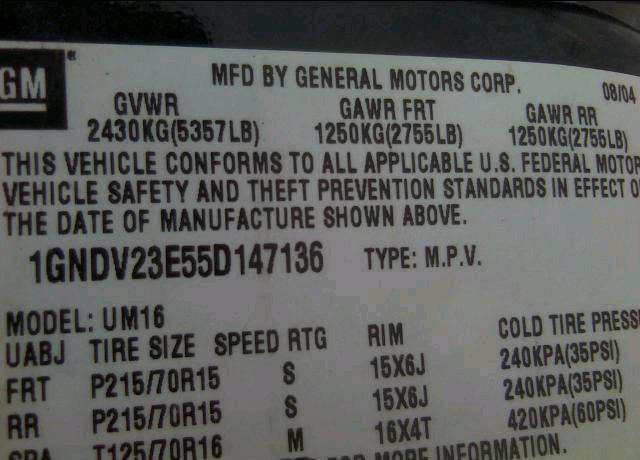 GM
MFD BY GENERAL MOTORS CORP. 08/04
GVWR GAWR FRT GAWR RR
2430KG(5357LB) 1250KG(2755LB) 1250KG(2755LB)
THIS VEHICLE CONFORMS TO ALL APPLICABLE U.S. FEDERAL MOTOR
VEHICLE SAFETY AND THEFT PREVENTION STANDARDS IN EFFECT O
THE DATE OF MANUFACTURE SHOWN ABOVE.
1GNDV23E55D147136 TYPE: M.P.V.
MODEL: UM16
UABJ TIRE SIZE SPEED RTG RIM COLD TIRE PRESS
FRT P215/70R15 S 15X6J 240KPA(35PSI)
RR P215/70R15 S 15X6J 240KPA(35PSI)
SPA T125/70R16 M 16X4T 420KPA(60PSI)
FOR MORE INFORMATION.